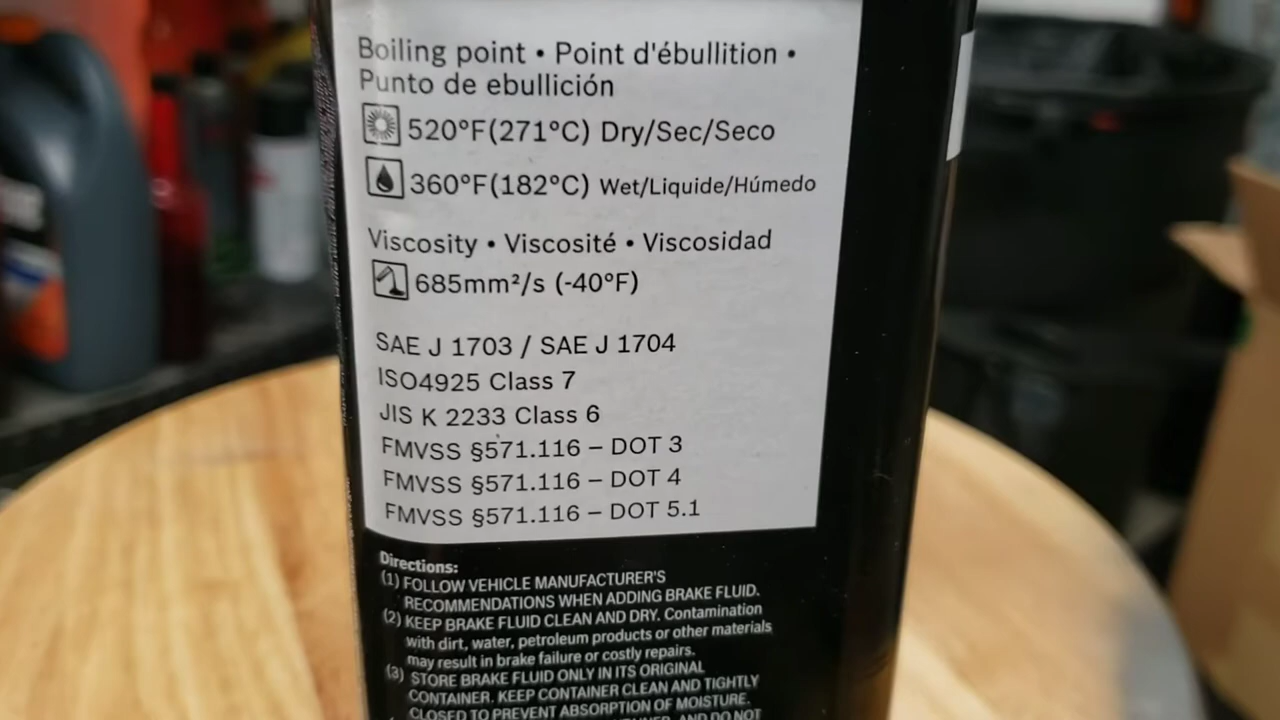 Boiling point • Point d'ébullition •
Punto de ebullición
520°F(271°C) Dry/Sec/Seco
360°F(182°C) Wet/Liquide/Húmedo
Viscosity • Viscosité • Viscosidad
685mm²/s (-40°F)
SAE J 1703 / SAE J 1704
ISO4925 Class 7
JIS K 2233 Class 6
FMVSS §571.116 – DOT 3
FMVSS §571.116 – DOT 4
FMVSS §571.116 – DOT 5.1
Directions:
(1) FOLLOW VEHICLE MANUFACTURER'S
RECOMMENDATIONS WHEN ADDING BRAKE FLUID.
(2) KEEP BRAKE FLUID CLEAN AND DRY. Contamination
with dirt, water, petroleum products or other materials
may result in brake failure or costly repairs.
(3) STORE BRAKE FLUID ONLY IN ITS ORIGINAL
CONTAINER. KEEP CONTAINER CLEAN AND TIGHTLY
CLOSED TO PREVENT ABSORPTION OF MOISTURE.
AND DO NOT